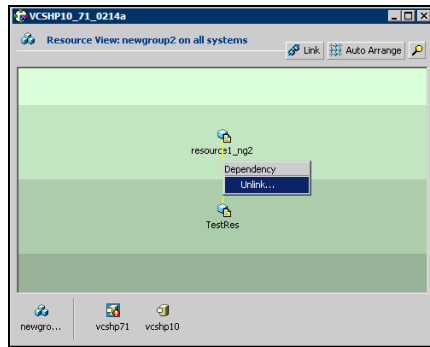 VCSHP10_71_0214a
Resource View: newgroup2 on all systems
Link Auto Arrange
resource1_ng2
Dependency
Unlink...
TestRes
newgro... vcshp71 vcshp10